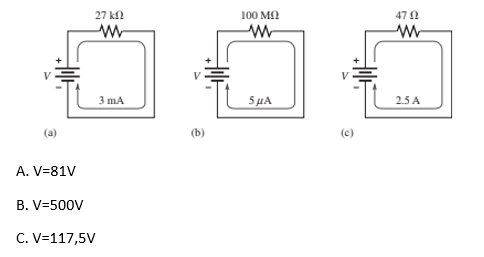 27 kΩ 100 MΩ 47 Ω
+ + +
V V V
− − −
3 mA 5 μA 2.5 A
(a) (b) (c)
A. V=81V
B. V=500V
C. V=117,5V